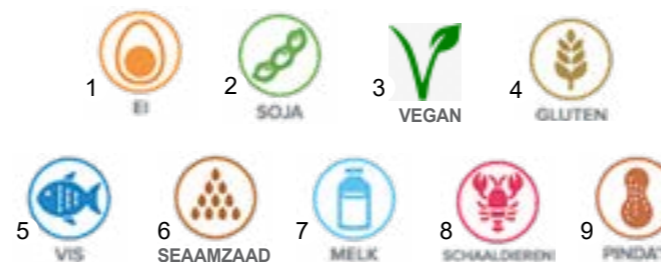 1 EI
2 SOJA
3 VEGAN
4 GLUTEN
5 VIS
6 SEAAMZAAD
7 MELK
8 SCHAALDIEREN
9 PINDA'